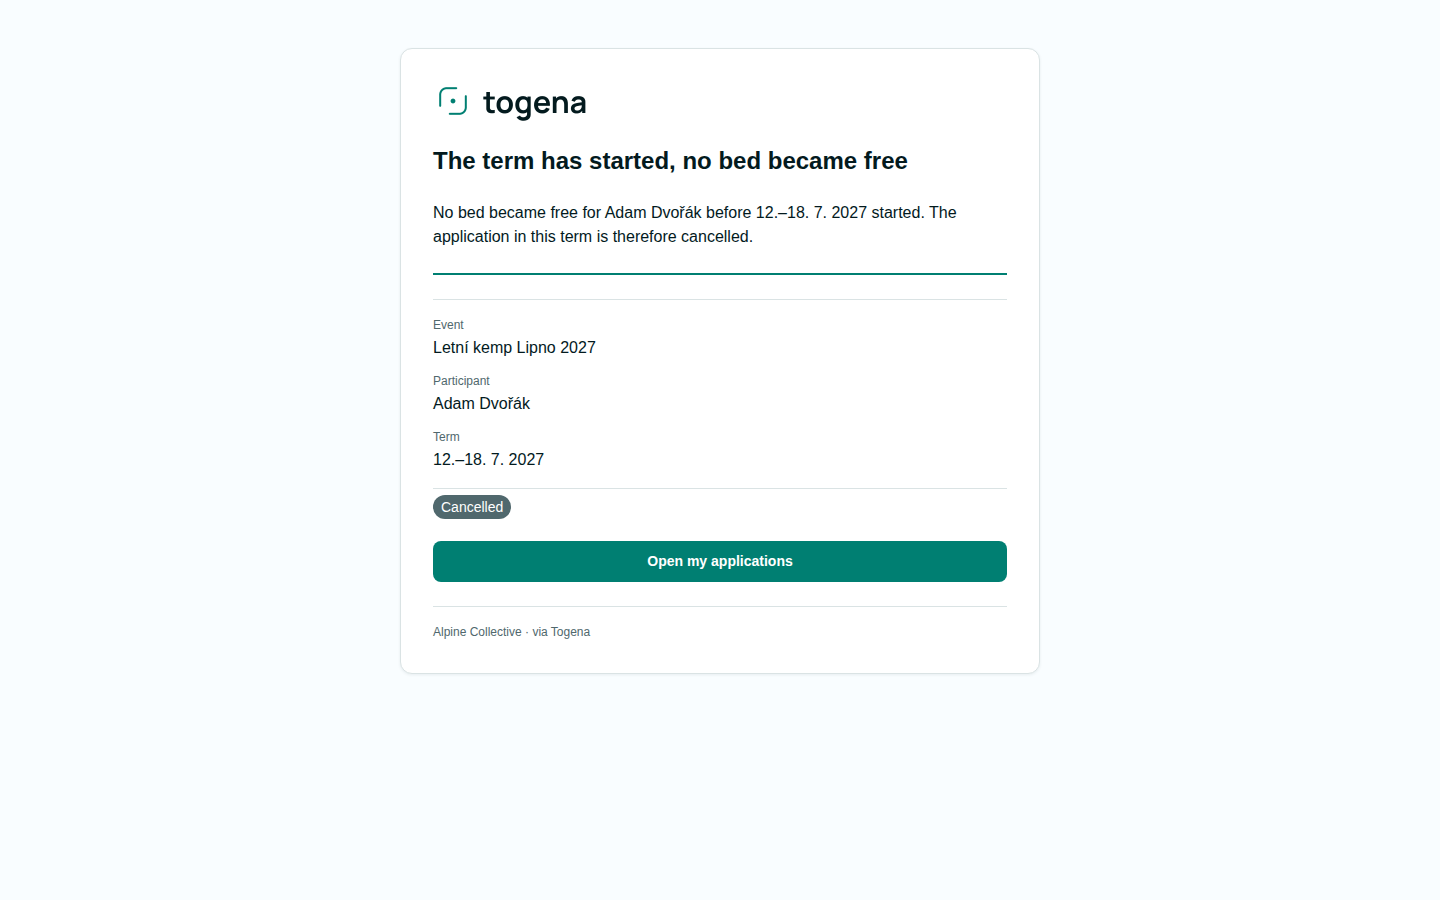 togena
The term has started, no bed became free
No bed became free for Adam Dvořák before 12.–18. 7. 2027 started. The
application in this term is therefore cancelled.
Event
Letní kemp Lipno 2027
Participant
Adam Dvořák
Term
12.–18. 7. 2027
Cancelled
Open my applications
Alpine Collective · via Togena